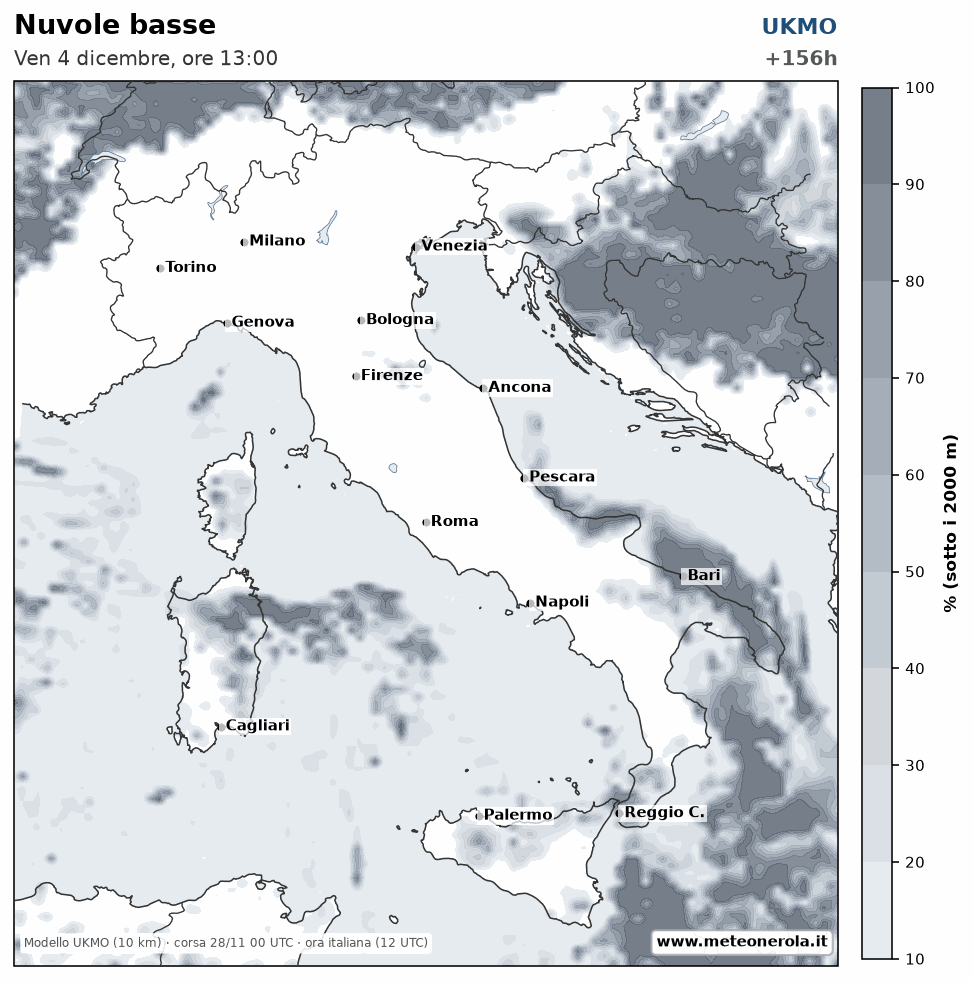 Nuvole basse
UKMO
Ven 4 dicembre, ore 13:00
+156h
100
90
80
70
60
50
40
30
20
10
% (sotto i 2000 m)
Milano
Venezia
Torino
Genova
Bologna
Firenze
Ancona
Pescara
Roma
Bari
Napoli
Cagliari
Palermo
Reggio C.
Modello UKMO (10 km) · corsa 28/11 00 UTC · ora italiana (12 UTC)
www.meteonerola.it